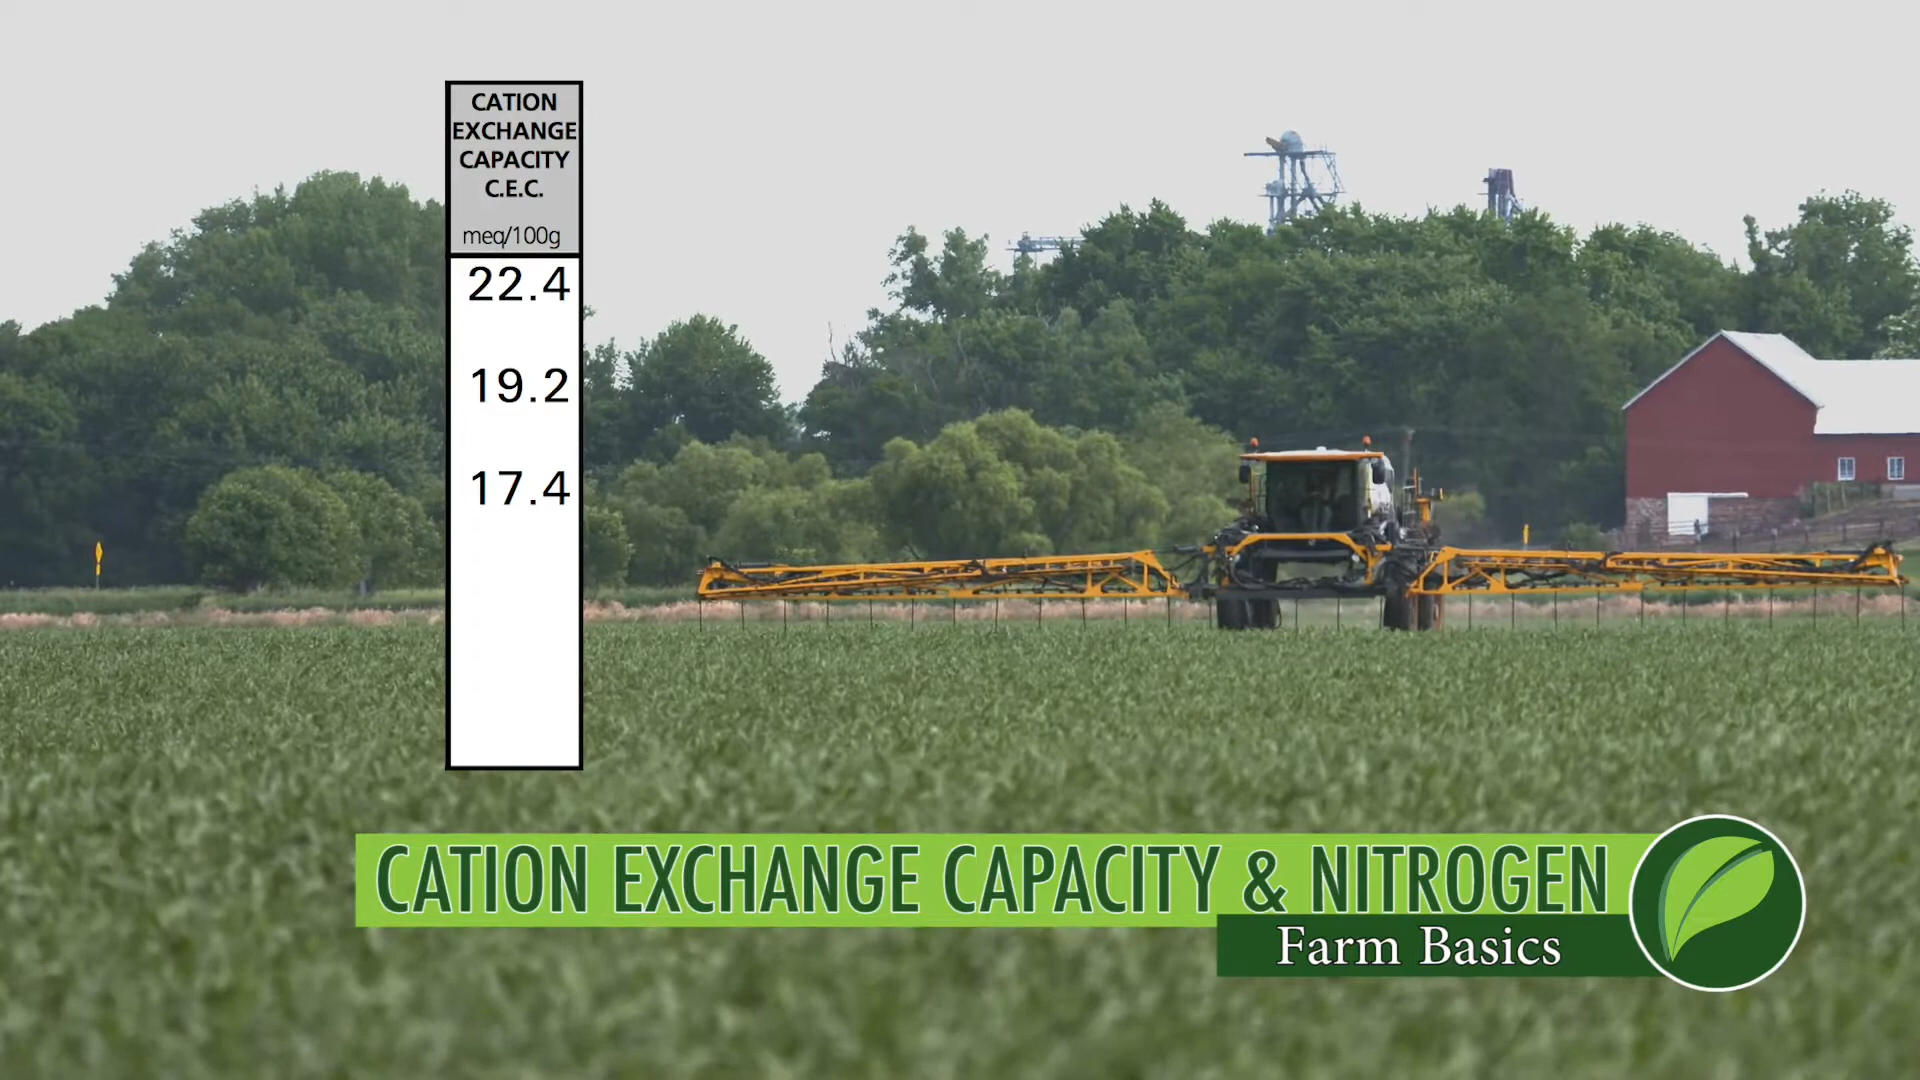 CATION
EXCHANGE
CAPACITY
C.E.C.
meq/100g
22.4
19.2
17.4
CATION EXCHANGE CAPACITY & NITROGEN
Farm Basics